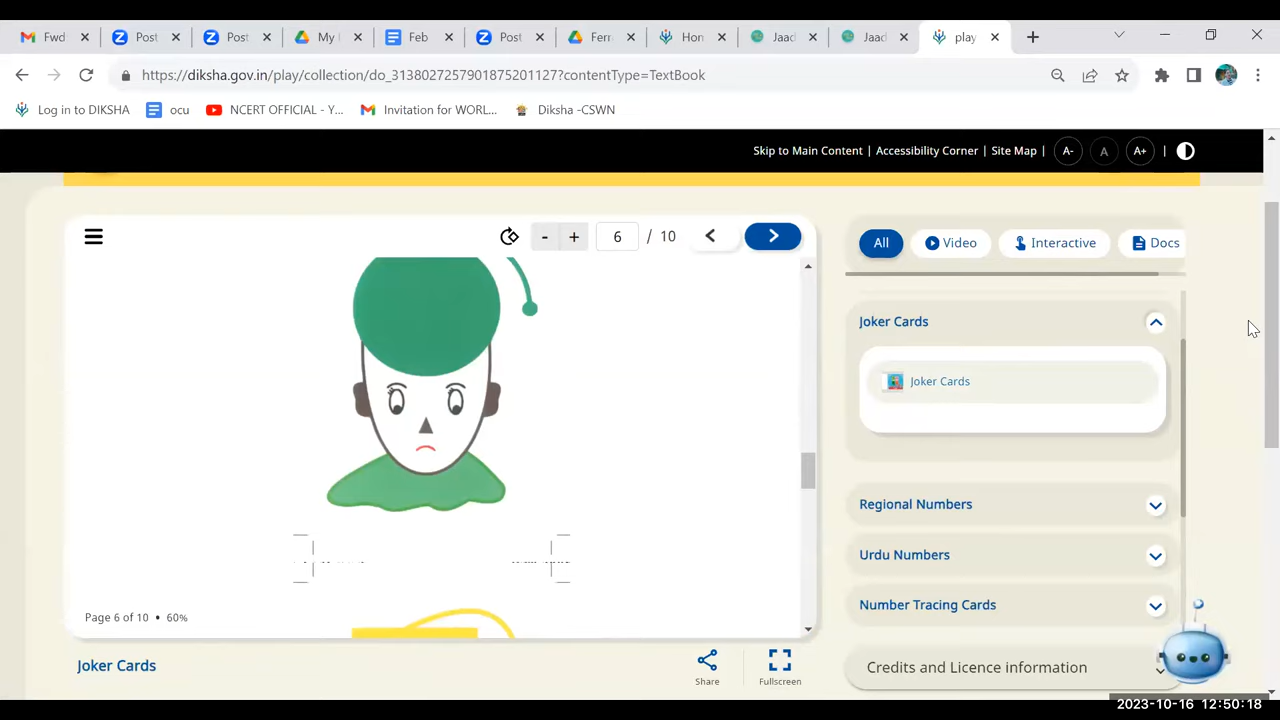 Fwd
Post
Post
My
Feb
Post
Ferr
Hon
Jaad
Jaad
play
https://diksha.gov.in/play/collection/do_31380272579018752​01127?contentType=TextBook
Log in to DIKSHA
ocu
NCERT OFFICIAL - Y...
Invitation for WORL...
Diksha -CSWN
Skip to Main Content | Accessibility Corner | Site Map | A- A A+ |
- + 6 / 10
All
Video
Interactive
Docs
Joker Cards
Joker Cards
Regional Numbers
Urdu Numbers
Number Tracing Cards
Page 6 of 10 • 60%
Joker Cards
Share
Fullscreen
Credits and Licence information
2023-10-16 12:50:18